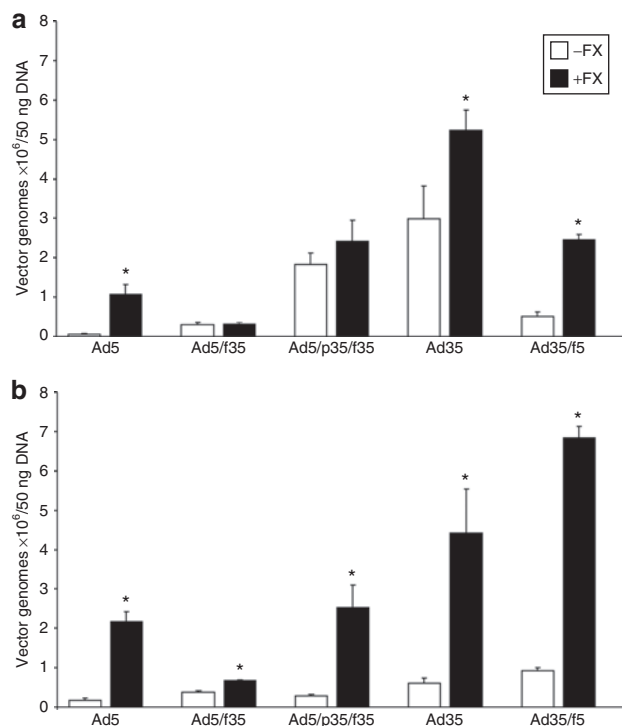 a
Vector genomes ×10⁶/50 ng DNA
8
7
6
5
4
3
2
1
0
–FX
+FX
*
*
*
Ad5
Ad5/f35
Ad5/p35/f35
Ad35
Ad35/f5
b
Vector genomes ×10⁶/50 ng DNA
8
7
6
5
4
3
2
1
0
*
*
*
*
*
Ad5
Ad5/f35
Ad5/p35/f35
Ad35
Ad35/f5